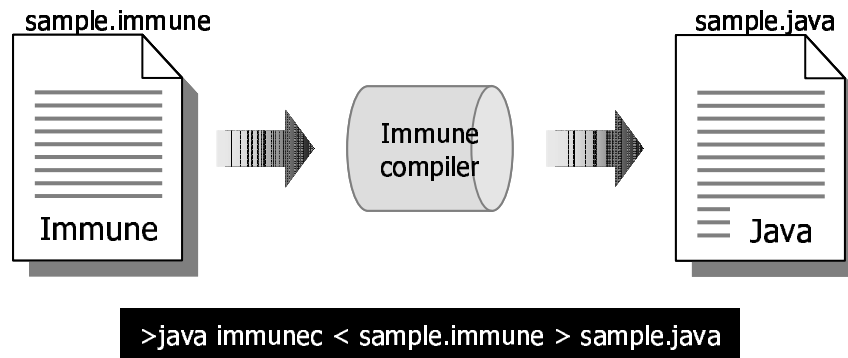 sample.immune
sample.java
Immune
compiler
Immune
Java
>java immunec < sample.immune > sample.java